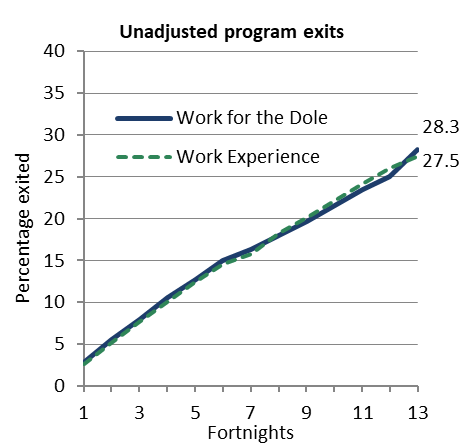 Unadjusted program exits
40
35
30
25
20
15
10
5
0
Percentage exited
Work for the Dole
Work Experience
28.3
27.5
1 3 5 7 9 11 13
Fortnights